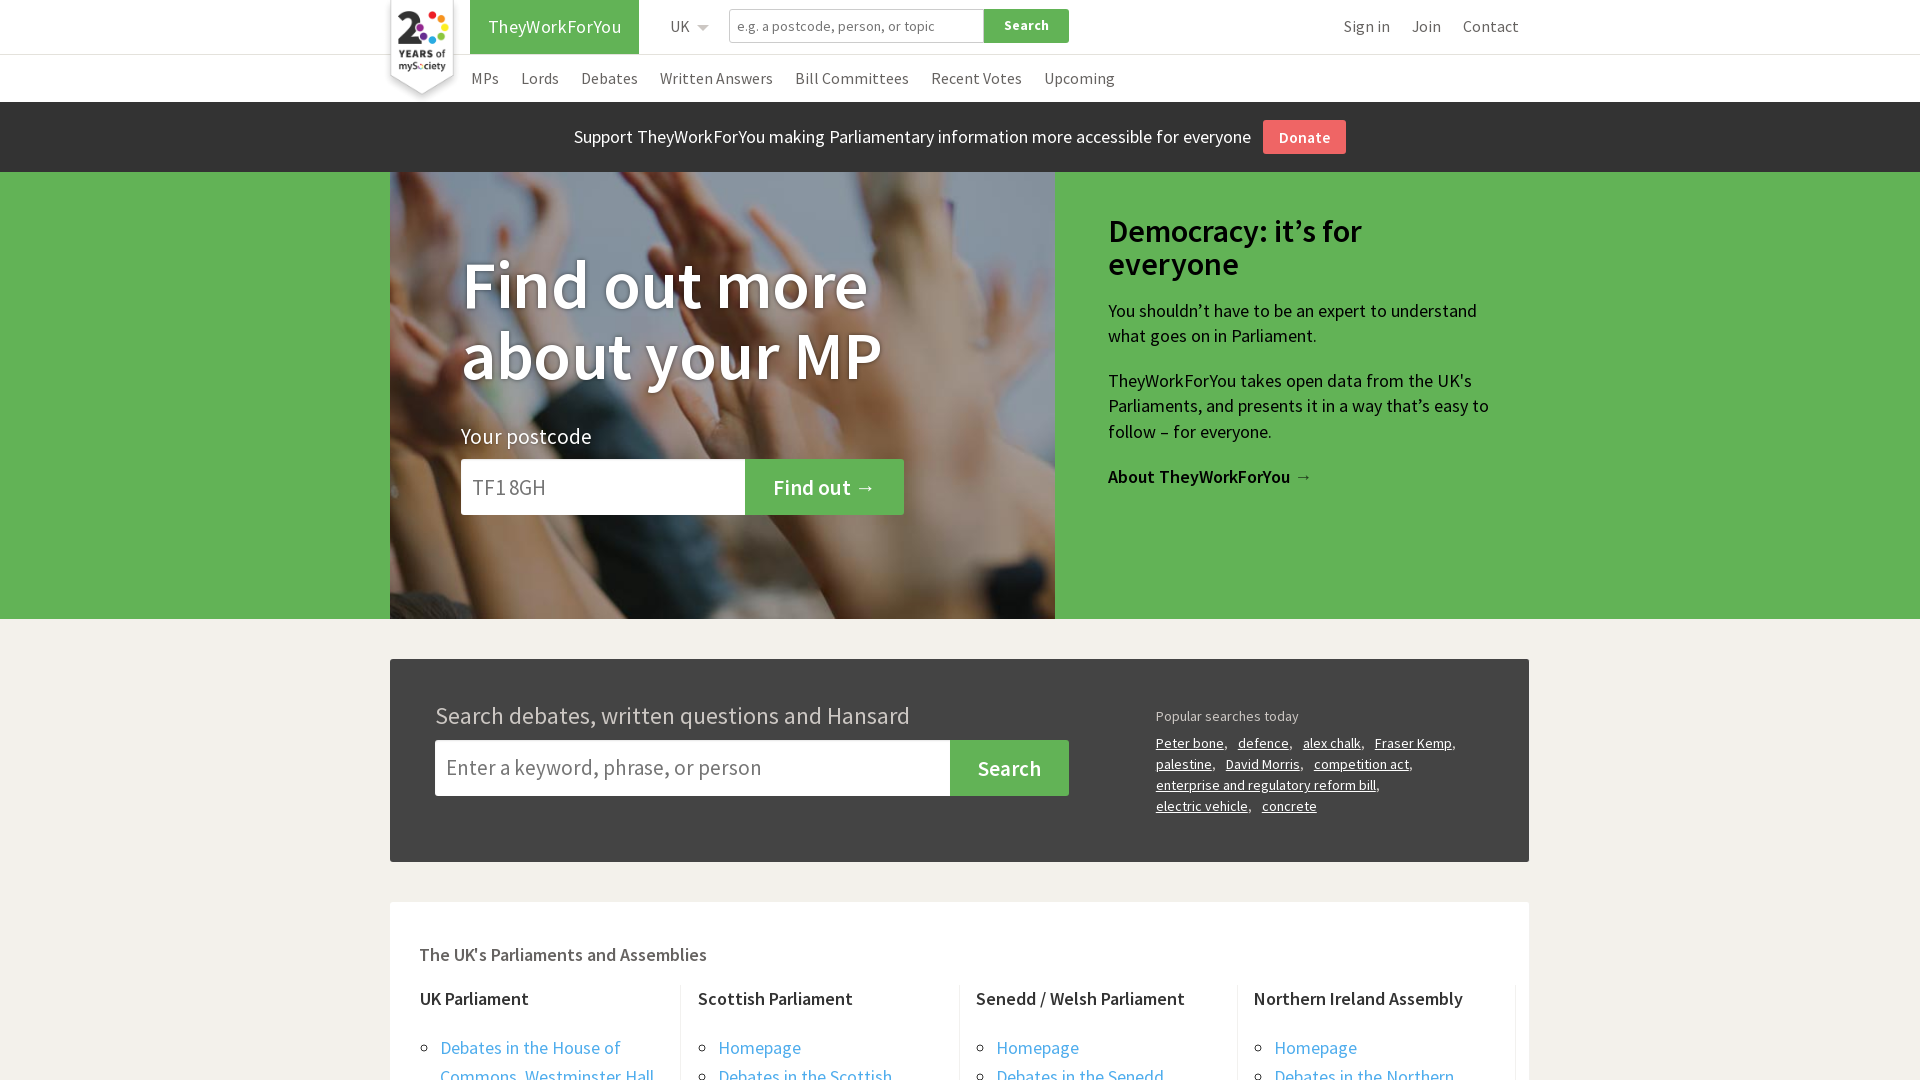 20
YEARS of
mySociety
TheyWorkForYou
UK
e.g. a postcode, person, or topic
Search
Sign in
Join
Contact
MPs
Lords
Debates
Written Answers
Bill Committees
Recent Votes
Upcoming
Support TheyWorkForYou making Parliamentary information more accessible for everyone
Donate
Find out more
about your MP
Your postcode
TF1 8GH
Find out →
Democracy: it’s for
everyone
You shouldn’t have to be an expert to understand
what goes on in Parliament.
TheyWorkForYou takes open data from the UK's
Parliaments, and presents it in a way that’s easy to
follow – for everyone.
About TheyWorkForYou →
Search debates, written questions and Hansard
Enter a keyword, phrase, or person
Search
Popular searches today
Peter bone, defence, alex chalk, Fraser Kemp,
palestine, David Morris, competition act,
enterprise and regulatory reform bill,
electric vehicle, concrete
The UK's Parliaments and Assemblies
UK Parliament
Debates in the House of
Commons, Westminster Hall
Scottish Parliament
Homepage
Debates in the Scottish
Senedd / Welsh Parliament
Homepage
Debates in the Senedd
Northern Ireland Assembly
Homepage
Debates in the Northern